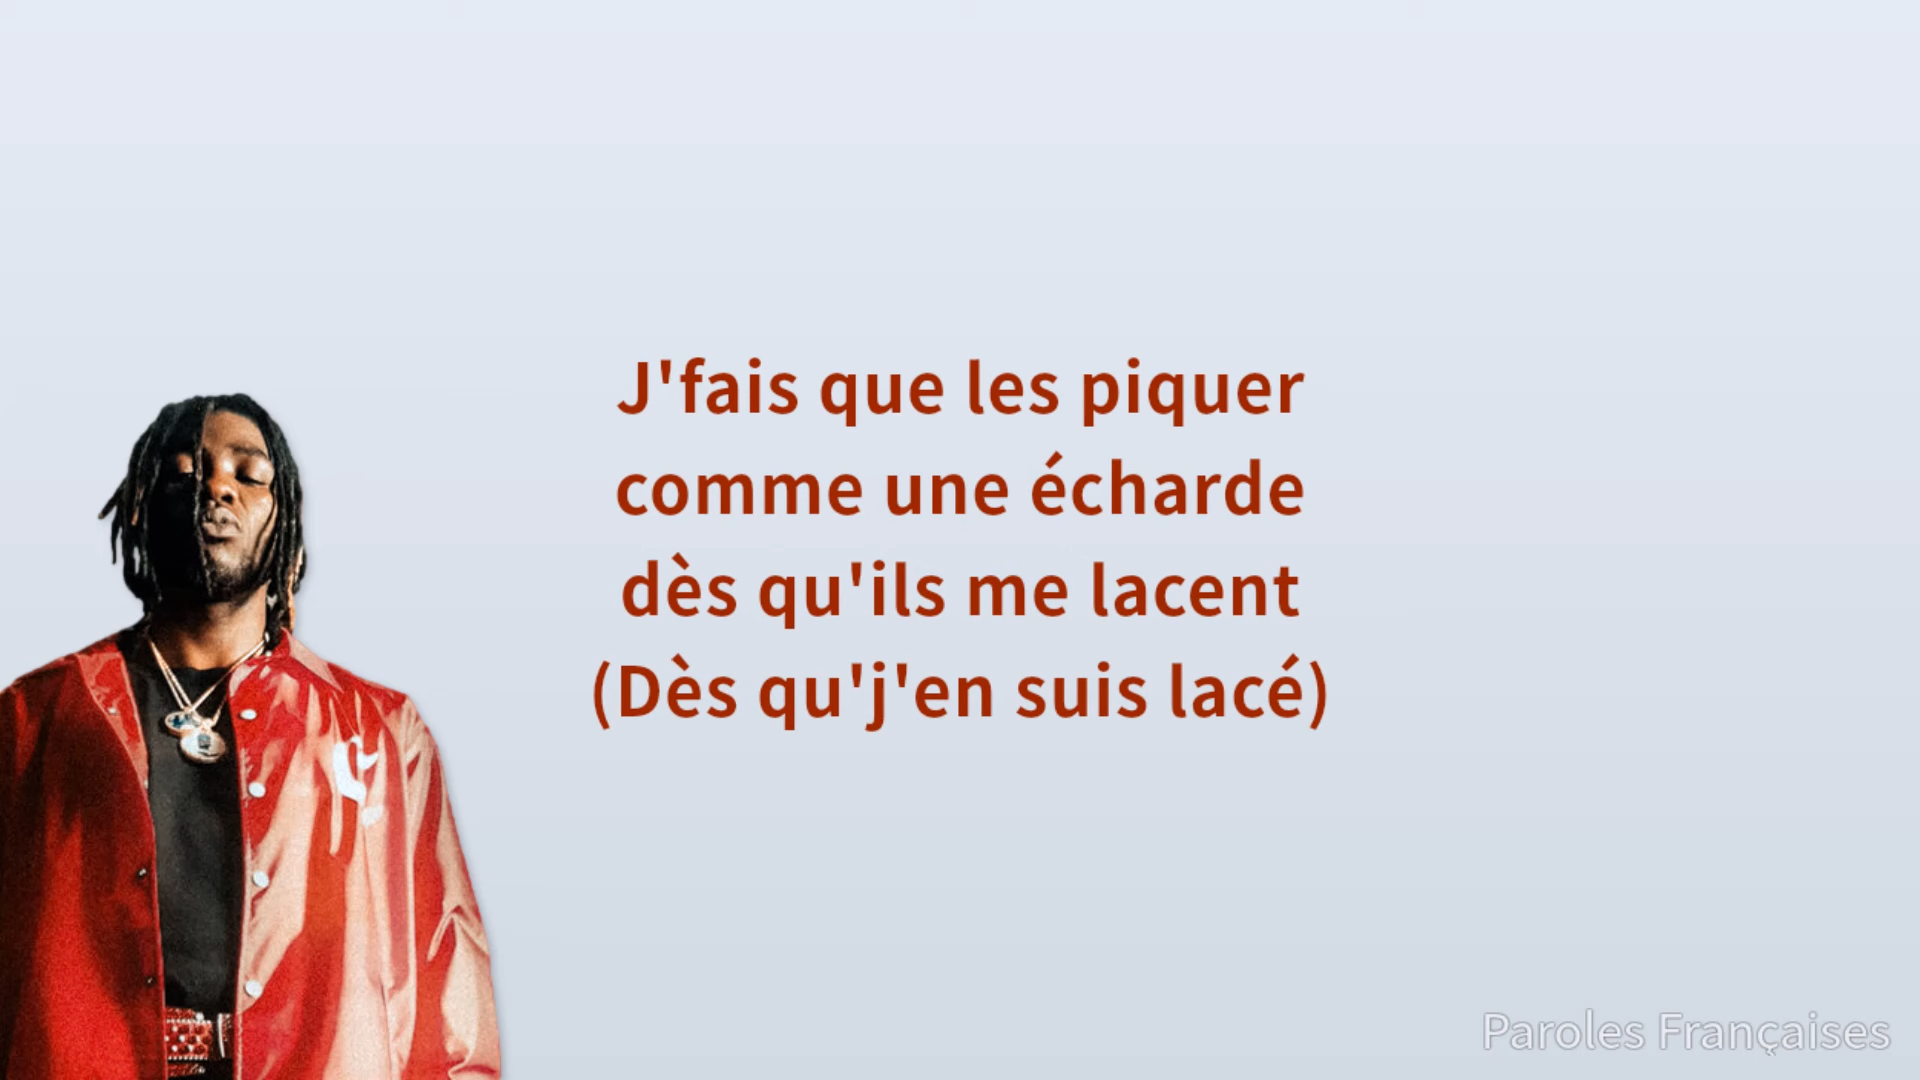 J'fais que les piquer
comme une écharde
dès qu'ils me lacent
(Dès qu'j'en suis lacé)
Paroles Françaises